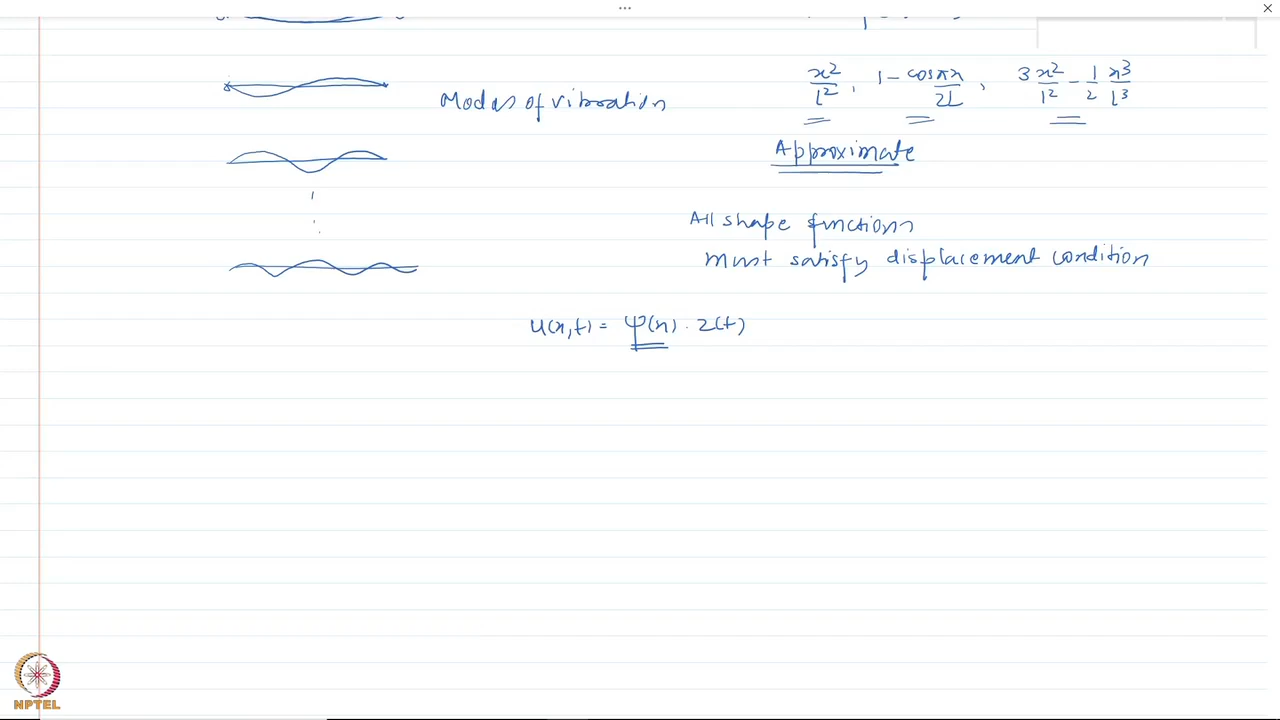 x²/L² , 1 - cos πx/2L , 3 x²/L² - 1/2 x³/L³
Modes of vibration
Approximate
All shape functions
must satisfy displacement condition
u(x,t) = ψ(x) . z(t)
NPTEL